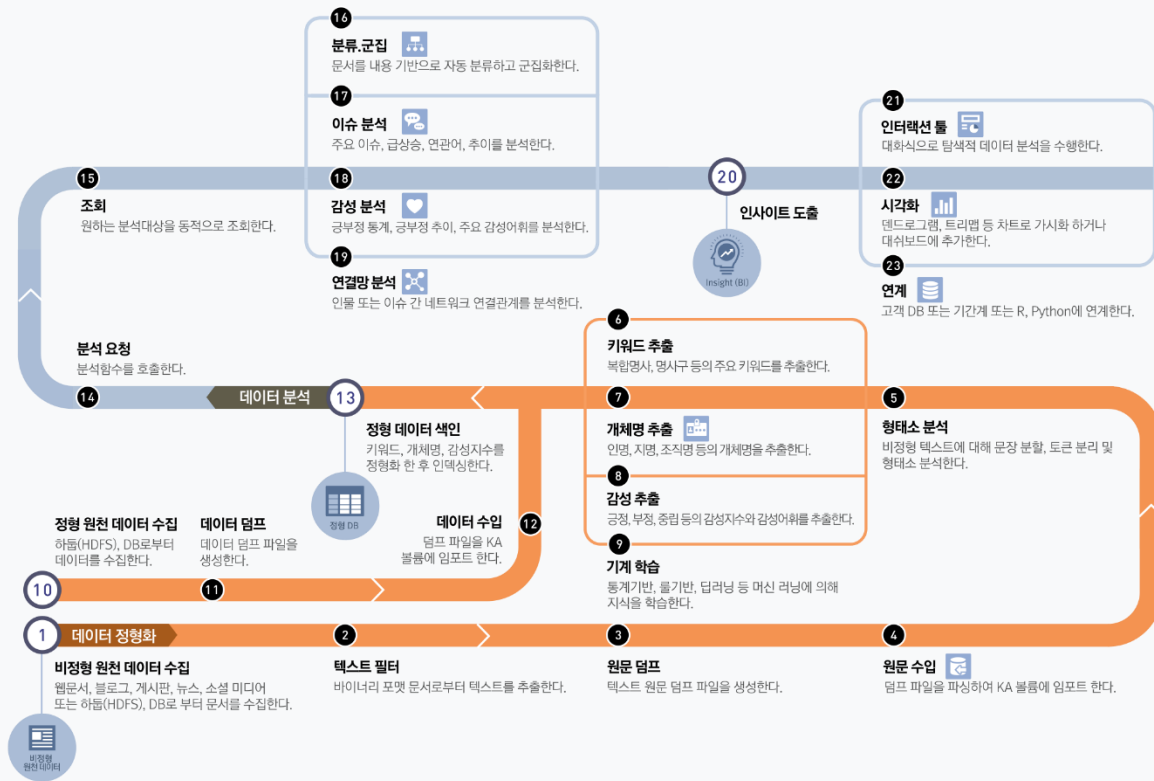 16
분류.군집
문서를 내용 기반으로 자동 분류하고 군집화한다.
17
이슈 분석
주요 이슈, 급상승, 연관어, 추이를 분석한다.
18
감성 분석
긍부정 통계, 긍부정 추이, 주요 감성어휘를 분석한다.
19
연결망 분석
인물 또는 이슈 간 네트워크 연결관계를 분석한다.
15
조회
원하는 분석대상을 동적으로 조회한다.
20
인사이트 도출
Insight (BI)
21
인터랙션 툴
대화식으로 탐색적 데이터 분석을 수행한다.
22
시각화
덴드로그램, 트리맵 등 차트로 가시화 하거나
대쉬보드에 추가한다.
23
연계
고객 DB 또는 기간계 또는 R, Python에 연계한다.
분석 요청
분석함수를 호출한다.
14
데이터 분석
13
정형 데이터 색인
키워드, 개체명, 감성지수를
정형화 한 후 인덱싱한다.
정형 DB
6
키워드 추출
복합명사, 명사구 등의 주요 키워드를 추출한다.
7
개체명 추출
인명, 지명, 조직명 등의 개체명을 추출한다.
8
감성 추출
긍정, 부정, 중립 등의 감성지수와 감성어휘를 추출한다.
9
기계 학습
통계기반, 룰기반, 딥러닝 등 머신 러닝에 의해
지식을 학습한다.
5
형태소 분석
비정형 텍스트에 대해 문장 분할, 토큰 분리 및
형태소 분석한다.
정형 원천 데이터 수집
하둡(HDFS), DB로부터
데이터를 수집한다.
10
데이터 덤프
데이터 덤프 파일을
생성한다.
11
데이터 수입
덤프 파일을 KA
볼륨에 임포트 한다.
12
1
데이터 정형화
비정형 원천 데이터 수집
웹문서, 블로그, 게시판, 뉴스, 소셜 미디어
또는 하둡(HDFS), DB로 부터 문서를 수집한다.
비정형
원천 데이터
2
텍스트 필터
바이너리 포맷 문서로부터 텍스트를 추출한다.
3
원문 덤프
텍스트 원문 덤프 파일을 생성한다.
4
원문 수입
덤프 파일을 파싱하여 KA 볼륨에 임포트 한다.